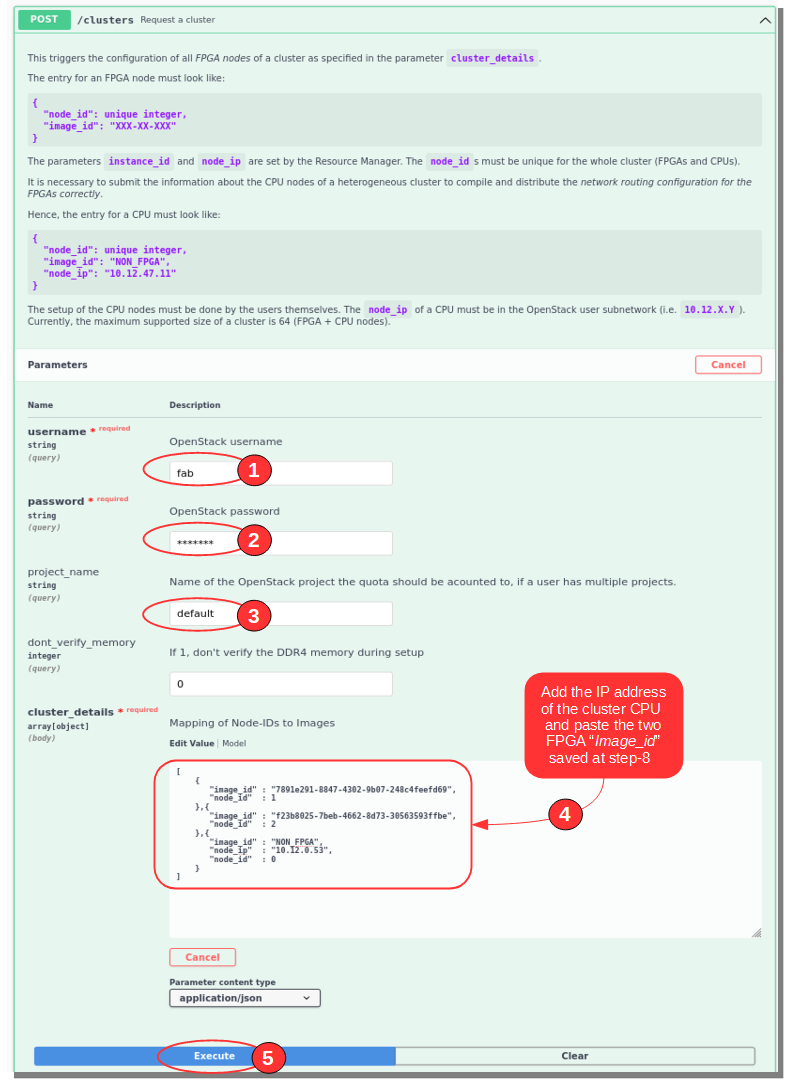 POST /clusters Request a cluster
This triggers the configuration of all FPGA nodes of a cluster as specified in the parameter cluster_details .
The entry for an FPGA node must look like:
{
"node_id": unique integer,
"image_id": "XXX-XX-XXX"
}
The parameters instance_id and node_ip are set by the Resource Manager. The node_id s must be unique for the whole cluster (FPGAs and CPUs).
It is necessary to submit the information about the CPU nodes of a heterogeneous cluster to compile and distribute the network routing configuration for the
FPGAs correctly.
Hence, the entry for a CPU must look like:
{
"node_id": unique integer,
"image_id": "NON_FPGA",
"node_ip": "10.12.47.11"
}
The setup of the CPU nodes must be done by the users themselves. The node_ip of a CPU must be in the OpenStack user subnetwork (i.e. 10.12.X.Y ).
Currently, the maximum supported size of a cluster is 64 (FPGA + CPU nodes).
Parameters
Cancel
Name Description
username * required
string
(query)
OpenStack username
fab
1
password * required
string
(query)
OpenStack password
*******
2
project_name
string
(query)
Name of the OpenStack project the quota should be acounted to, if a user has multiple projects.
default
3
dont_verify_memory
integer
(query)
If 1, don't verify the DDR4 memory during setup
0
cluster_details * required
array[object]
(body)
Mapping of Node-IDs to Images
Edit Value | Model
[
{
"image_id" : "7891e291-8847-4302-9b07-248c4feefd69",
"node_id" : 1
},{
"image_id" : "f23b8025-7beb-4662-8d73-30563593ffbe",
"node_id" : 2
},{
"image_id" : "NON_FPGA",
"node_ip" : "10.12.0.53",
"node_id" : 0
}
]
Add the IP address
of the cluster CPU
and paste the two
FPGA “Image_id”
saved at step-8
4
Cancel
Parameter content type
application/json
Execute
5
Clear